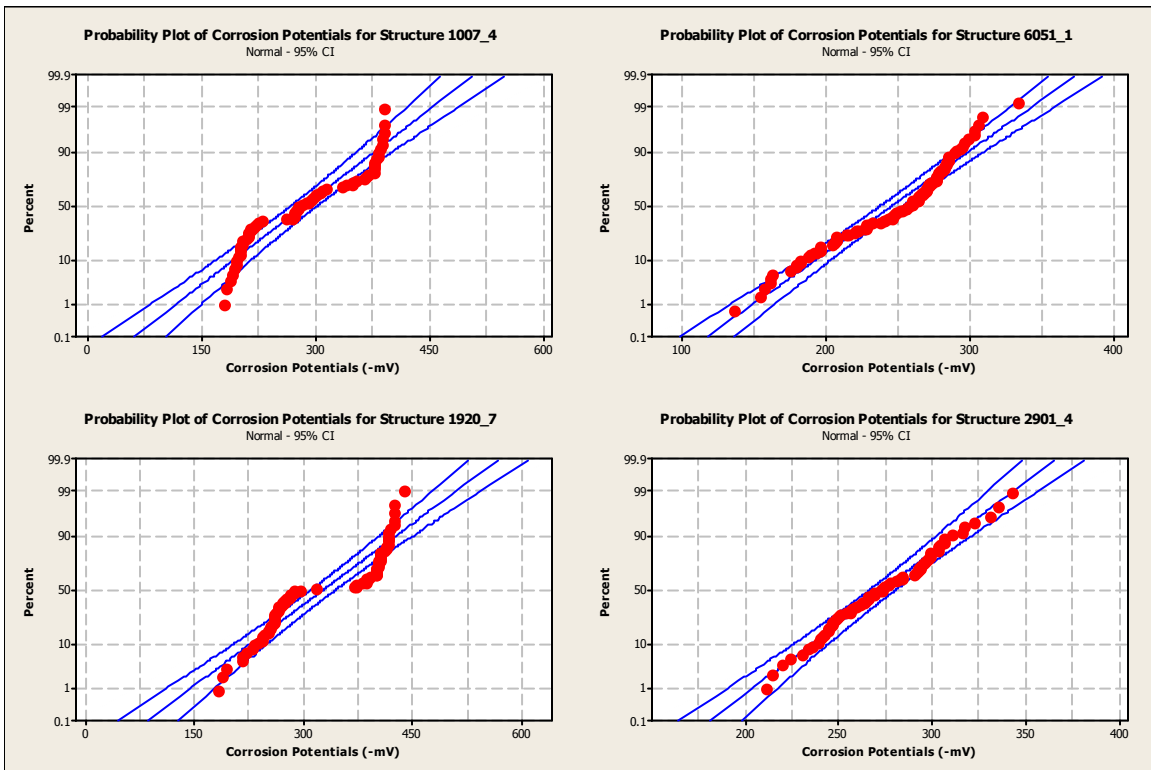 Probability Plot of Corrosion Potentials for Structure 1007_4
Normal - 95% CI
99.9
99
90
50
10
1
0.1
Percent
0
150
300
450
600
Corrosion Potentials (-mV)
Probability Plot of Corrosion Potentials for Structure 6051_1
Normal - 95% CI
99.9
99
90
50
10
1
0.1
Percent
100
200
300
400
Corrosion Potentials (-mV)
Probability Plot of Corrosion Potentials for Structure 1920_7
Normal - 95% CI
99.9
99
90
50
10
1
0.1
Percent
0
150
300
450
600
Corrosion Potentials (-mV)
Probability Plot of Corrosion Potentials for Structure 2901_4
Normal - 95% CI
99.9
99
90
50
10
1
0.1
Percent
200
250
300
350
400
Corrosion Potentials (-mV)